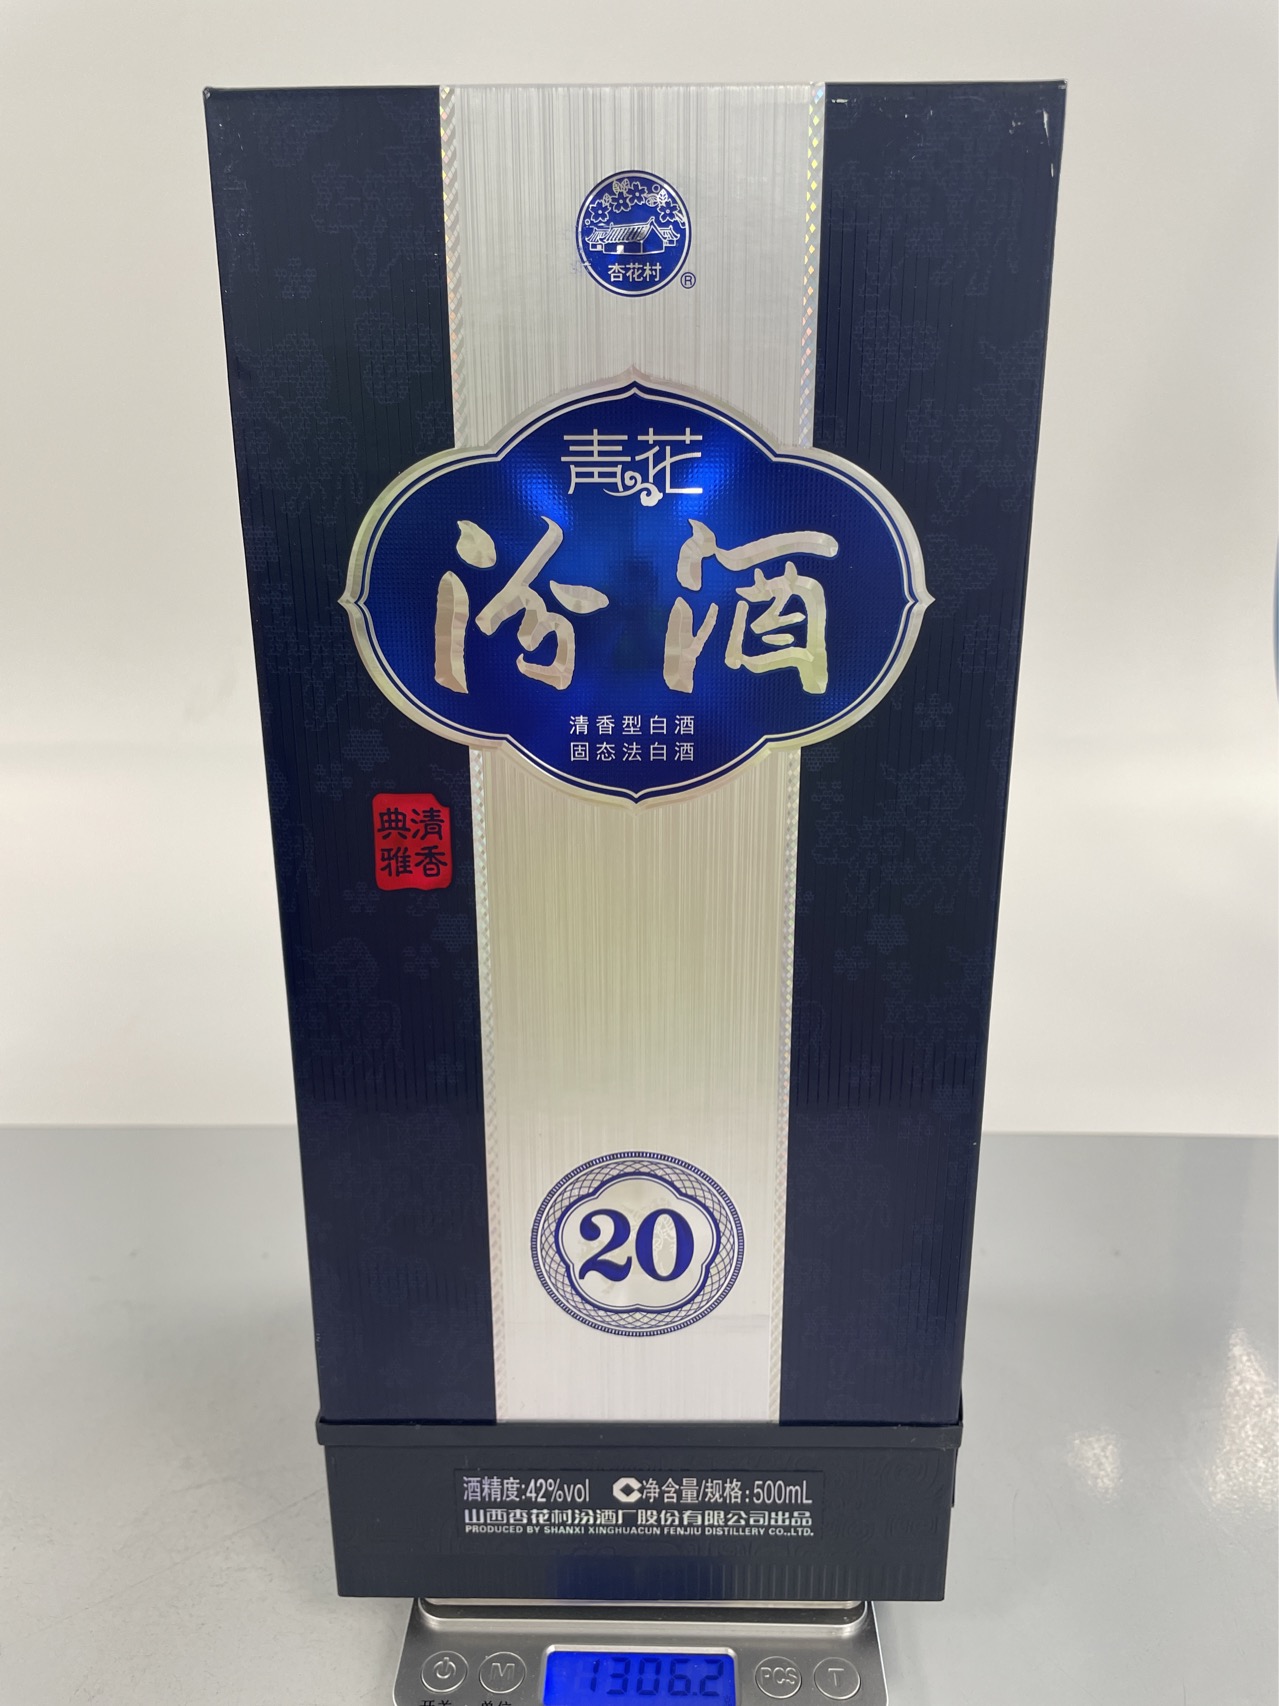 杏花村
®
青花
汾酒
清香型白酒
固态法白酒
清香
典雅
20
酒精度:42%vol C净含量/规格:500mL
山西杏花村汾酒厂股份有限公司出品
PRODUCED BY SHANXI XINGHUACUN FENJIU DISTILLERY CO.,LTD.
M 1306.2 PCS T